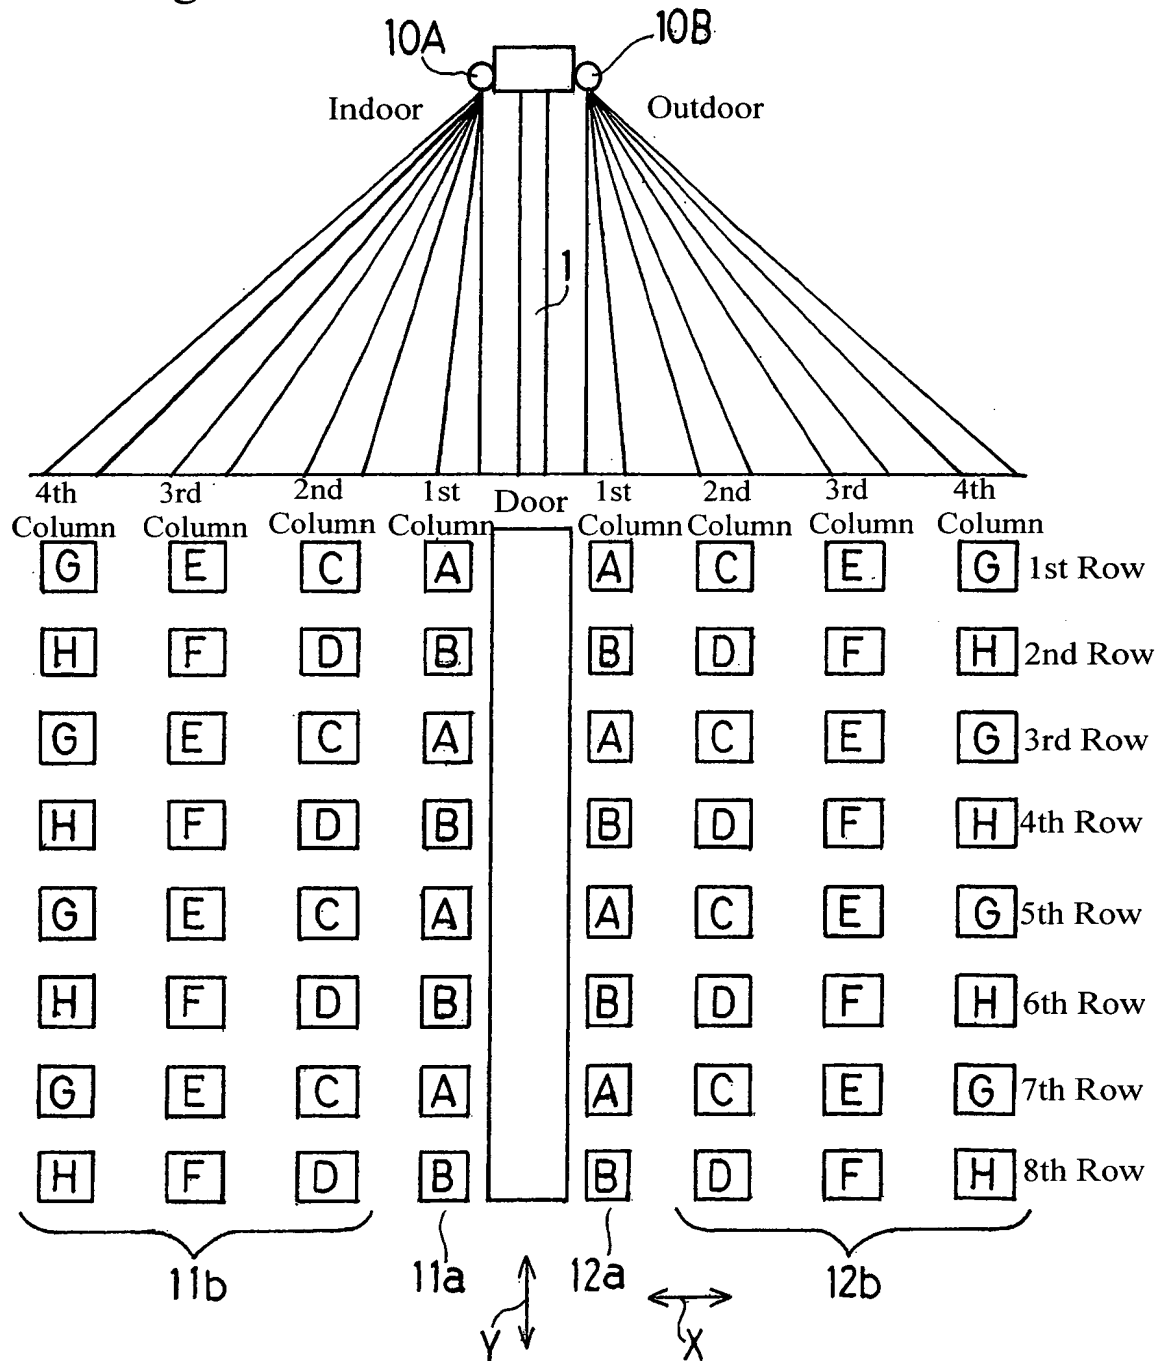 10A 10B
Indoor Outdoor
1
4th Column 3rd Column 2nd Column 1st Column Door 1st Column 2nd Column 3rd Column 4th Column
G E C A A C E G 1st Row
H F D B B D F H 2nd Row
G E C A A C E G 3rd Row
H F D B B D F H 4th Row
G E C A A C E G 5th Row
H F D B B D F H 6th Row
G E C A A C E G 7th Row
H F D B B D F H 8th Row
11b 11a 12a 12b
Y X